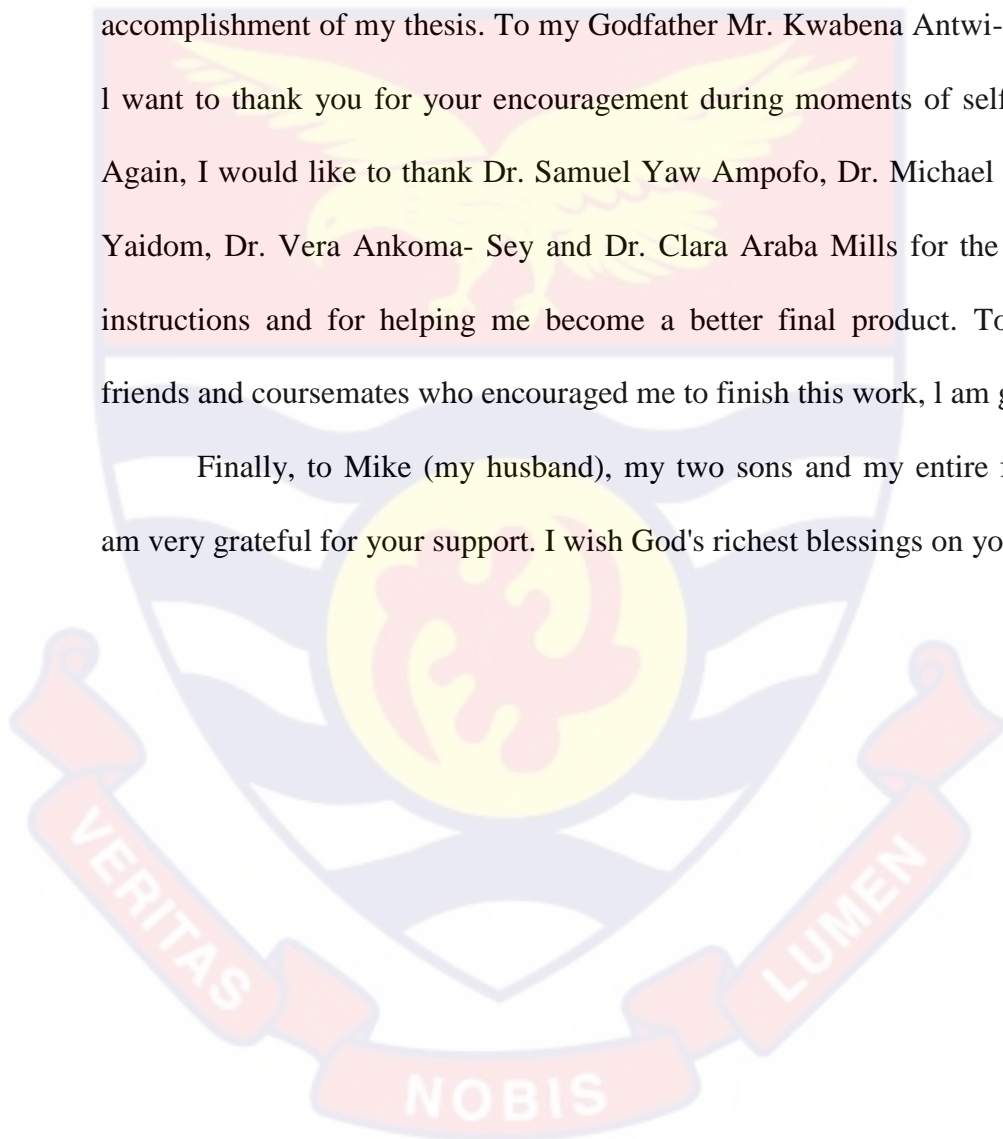 accomplishment of my thesis. To my Godfather Mr. Kwabena Antwi-
l want to thank you for your encouragement during moments of self
Again, I would like to thank Dr. Samuel Yaw Ampofo, Dr. Michael
Yaidom, Dr. Vera Ankoma- Sey and Dr. Clara Araba Mills for the
instructions and for helping me become a better final product. To
friends and coursemates who encouraged me to finish this work, l am
Finally, to Mike (my husband), my two sons and my entire
am very grateful for your support. I wish God's richest blessings on
VERITAS
NOBIS
LUMEN